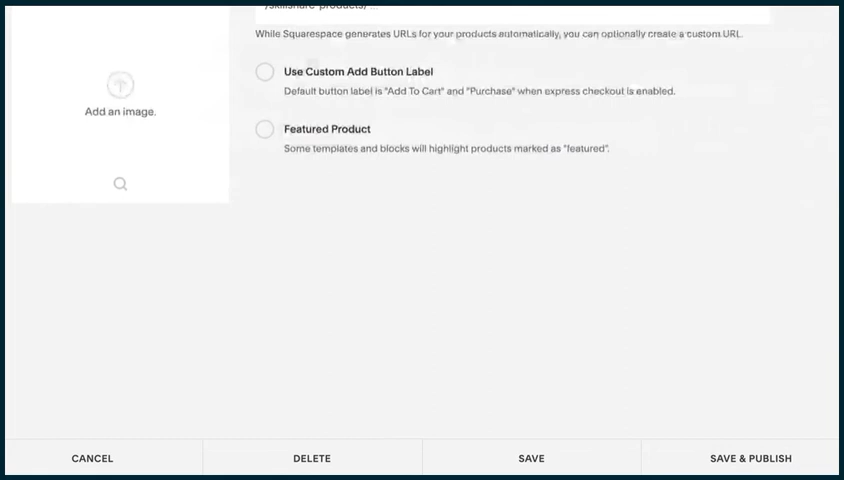 /skillshare-products/ ...
While Squarespace generates URLs for your products automatically, you can optionally create a custom URL.
Use Custom Add Button Label
Default button label is "Add To Cart" and "Purchase" when express checkout is enabled.
Add an image.
Featured Product
Some templates and blocks will highlight products marked as "featured".
CANCEL
DELETE
SAVE
SAVE & PUBLISH